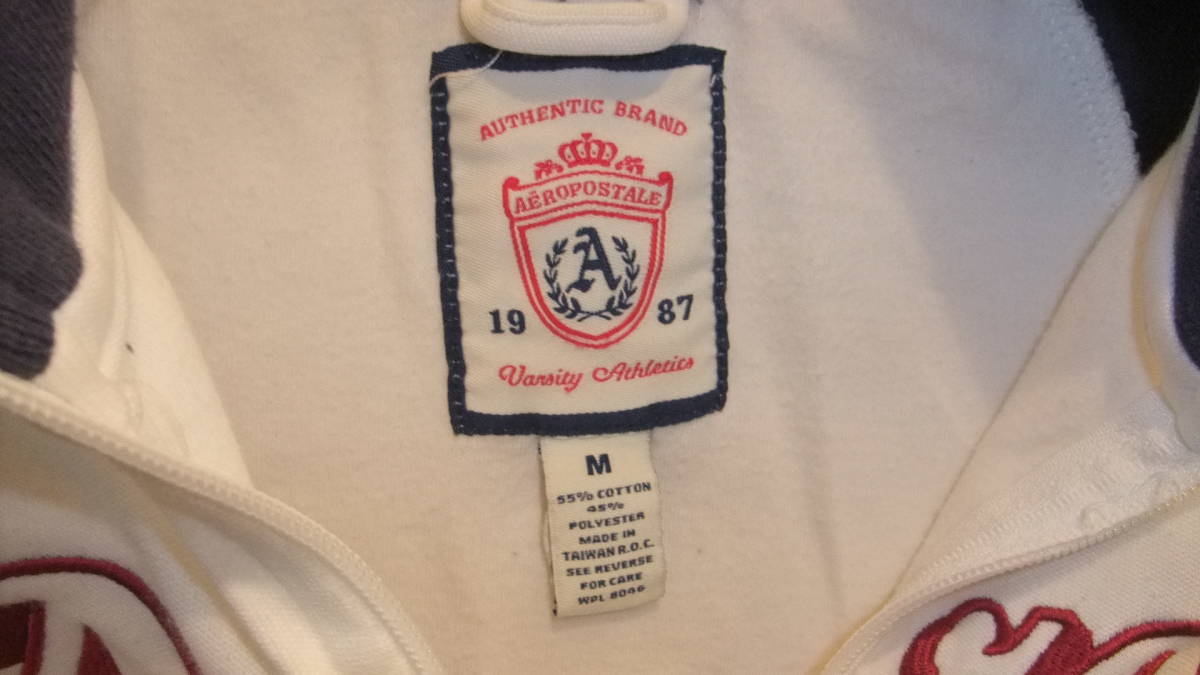 AUTHENTIC BRAND
AËROPOSTALE
A
19 87
Varsity Athletics
M
55% COTTON
45%
POLYESTER
MADE IN
TAIWAN R.O.C.
SEE REVERSE
FOR CARE
WPL 8046